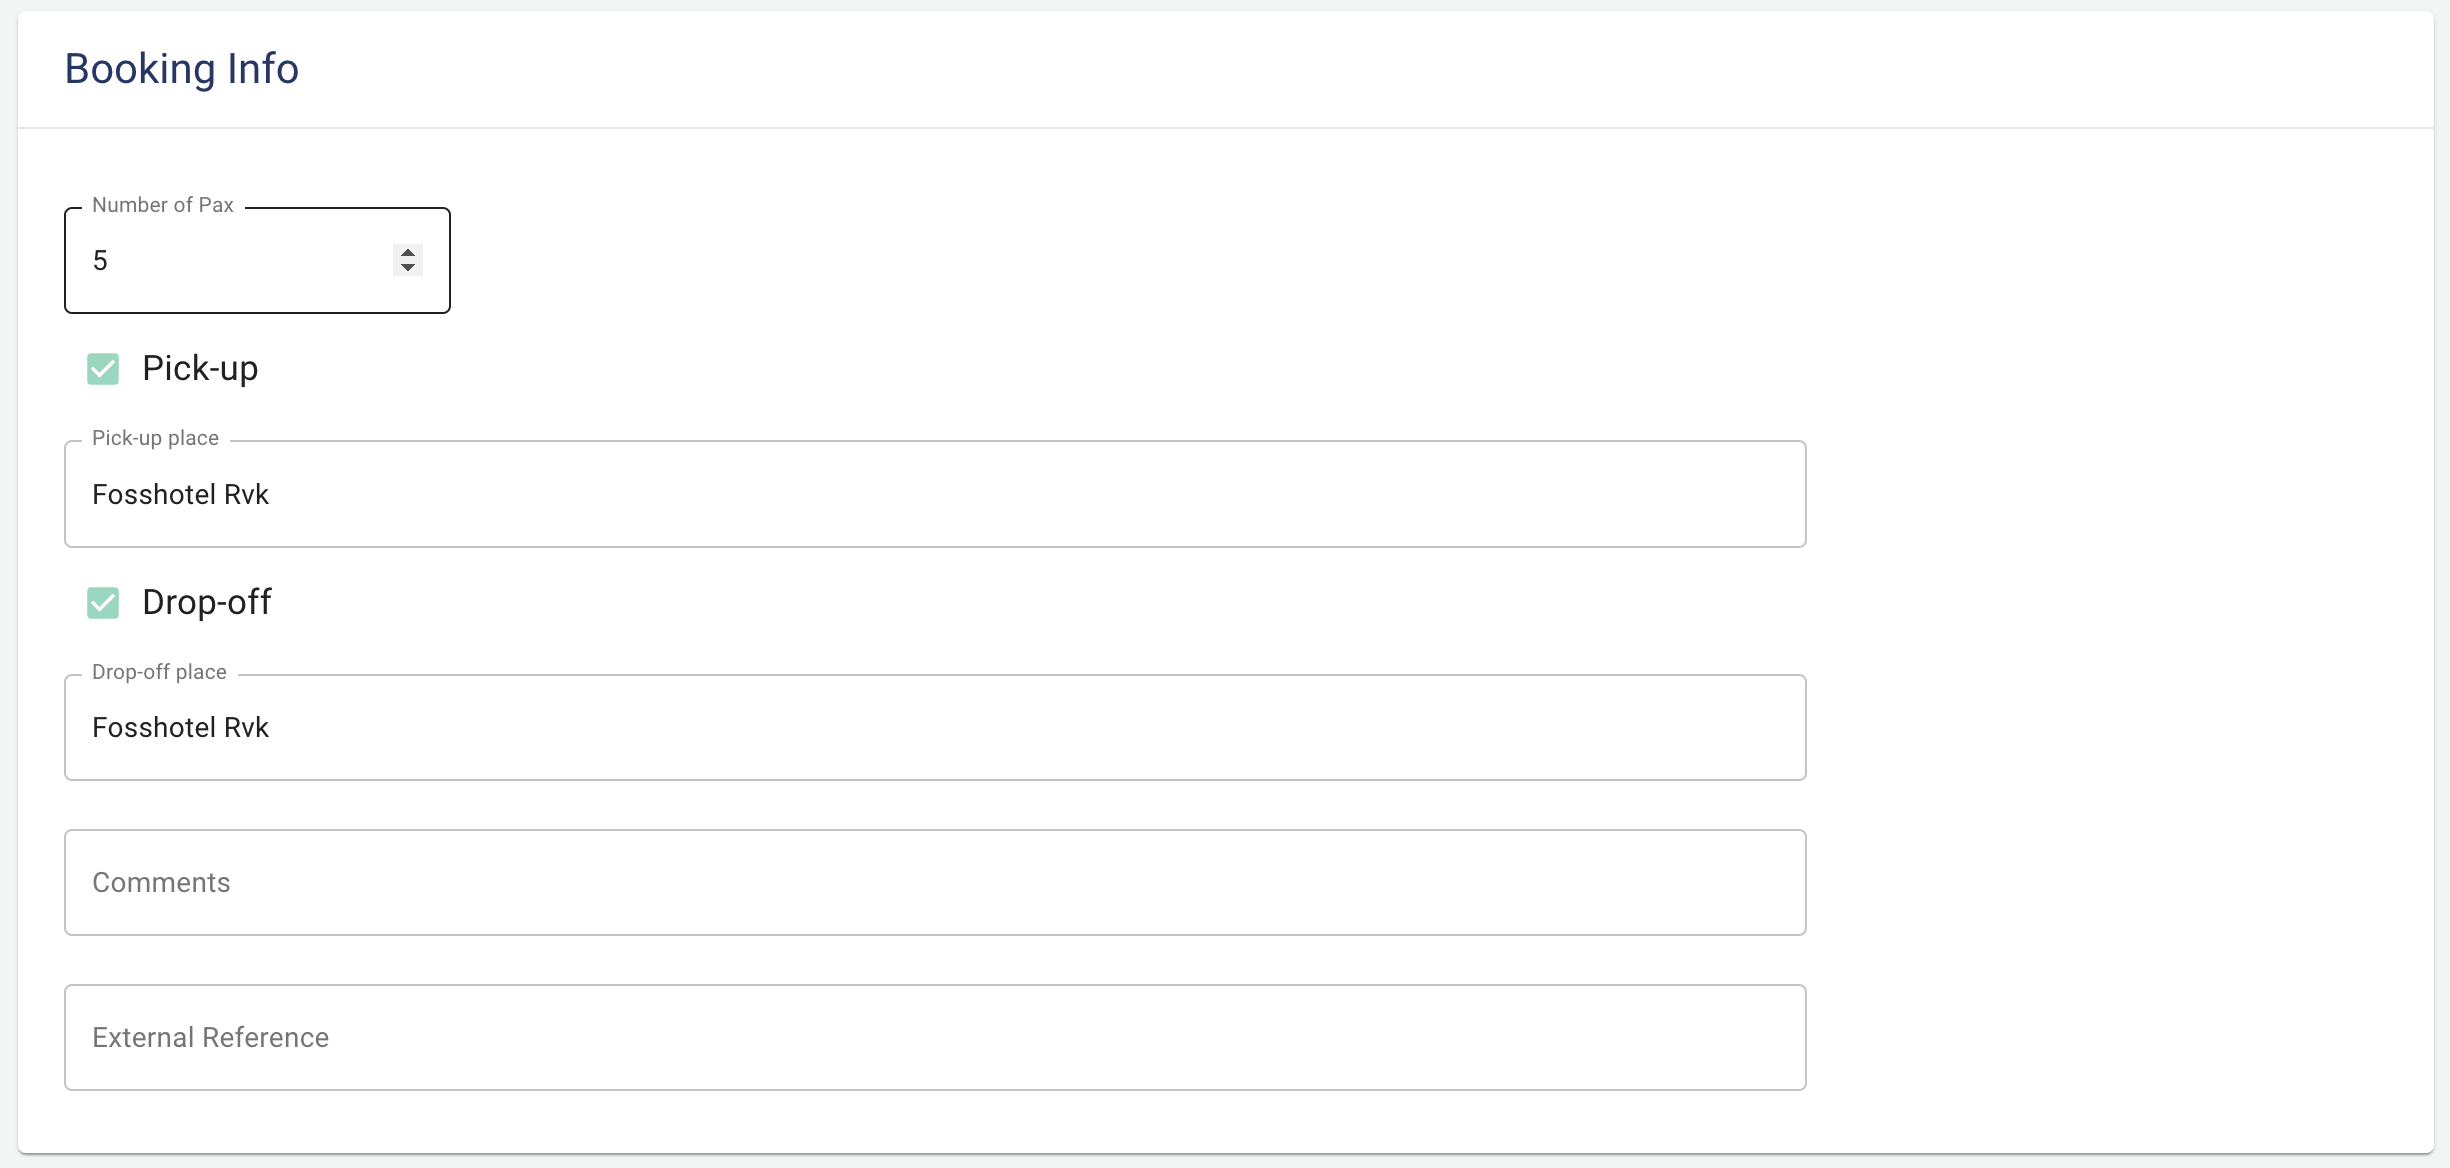 Booking Info
Number of Pax
5
Pick-up
Pick-up place
Fosshotel Rvk
Drop-off
Drop-off place
Fosshotel Rvk
Comments
External Reference